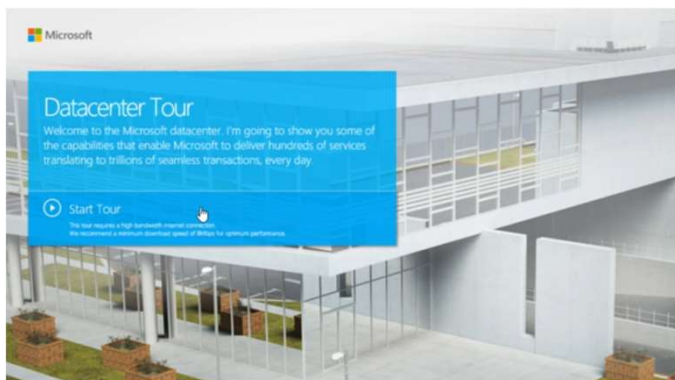 Microsoft
Datacenter Tour
Welcome to the Microsoft datacenter. I'm going to show you some of
the capabilities that enable Microsoft to deliver hundreds of services
translating to trillions of seamless transactions, every day
Start Tour
This tour requires a high bandwidth internet connection.
We recommend a minimum download speed of 8Mbps for optimum performance.